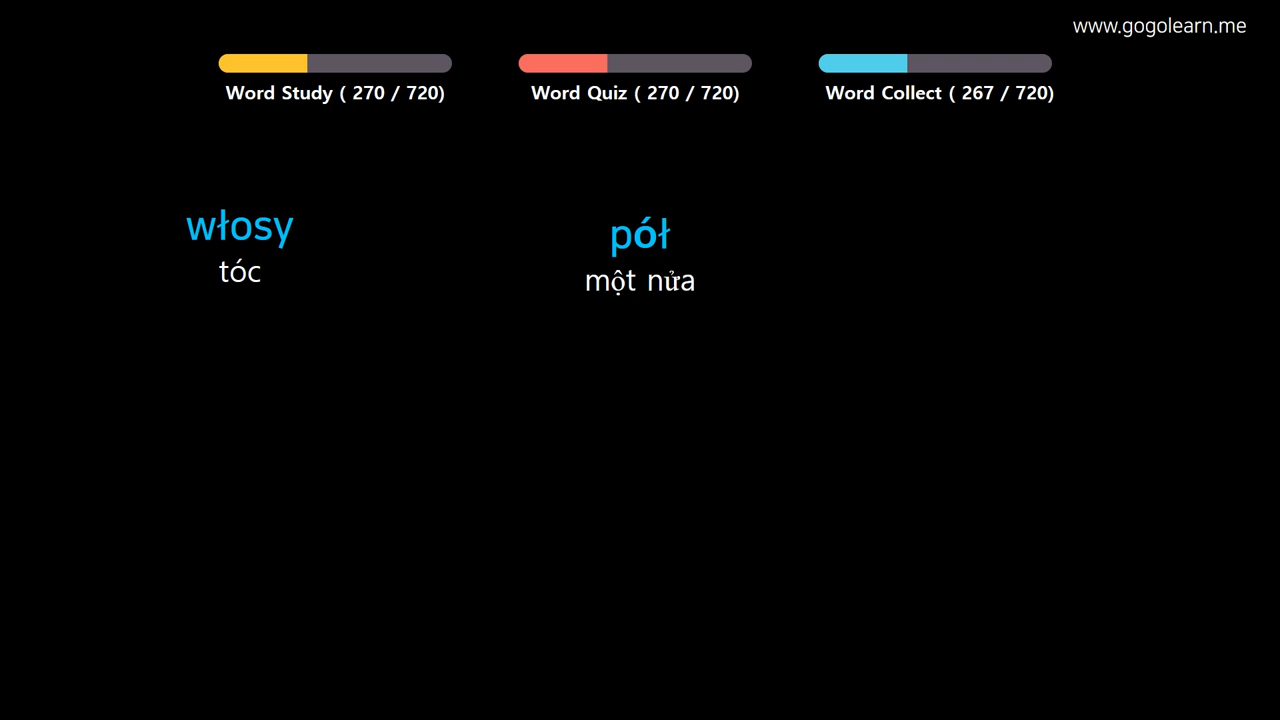 www.gogolearn.me
Word Study ( 270 / 720)
Word Quiz ( 270 / 720)
Word Collect ( 267 / 720)
włosy
tóc
pół
một nửa